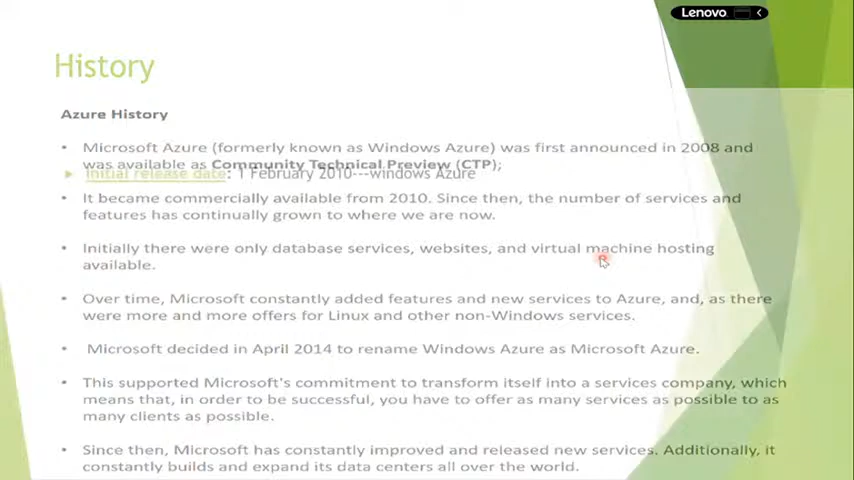 Lenovo
History
Azure History
• Microsoft Azure (formerly known as Windows Azure) was first announced in 2008 and
was available as Community Technical Preview (CTP);
Initial release date: 1 February 2010---windows Azure
• It became commercially available from 2010. Since then, the number of services and
features has continually grown to where we are now.
• Initially there were only database services, websites, and virtual machine hosting
available.
• Over time, Microsoft constantly added features and new services to Azure, and, as there
were more and more offers for Linux and other non-Windows services.
• Microsoft decided in April 2014 to rename Windows Azure as Microsoft Azure.
• This supported Microsoft's commitment to transform itself into a services company, which
means that, in order to be successful, you have to offer as many services as possible to as
many clients as possible.
• Since then, Microsoft has constantly improved and released new services. Additionally, it
constantly builds and expand its data centers all over the world.